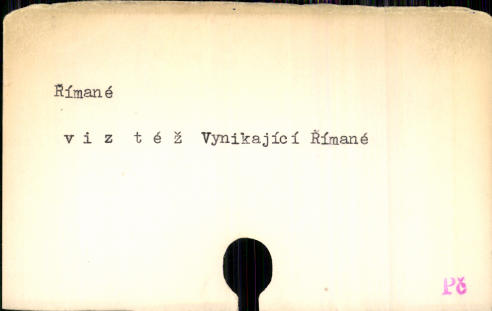 Římané
v i z  t é ž  Vynikající Římané
Pč